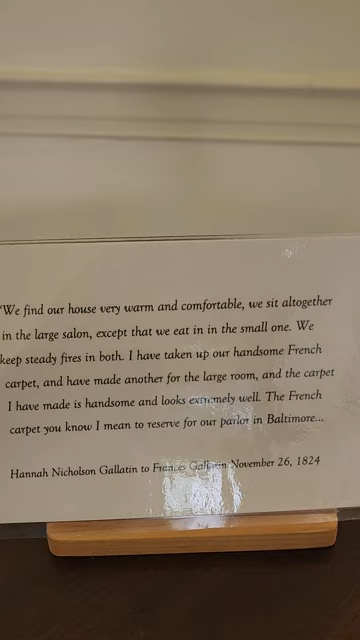 "We find our house very warm and comfortable, we sit altogether
in the large salon, except that we eat in in the small one. We
keep steady fires in both. I have taken up our handsome French
carpet, and have made another for the large room, and the carpet
I have made is handsome and looks extremely well. The French
carpet you know I mean to reserve for our parlor in Baltimore...
Hannah Nicholson Gallatin to Frances Gallatin November 26, 1824